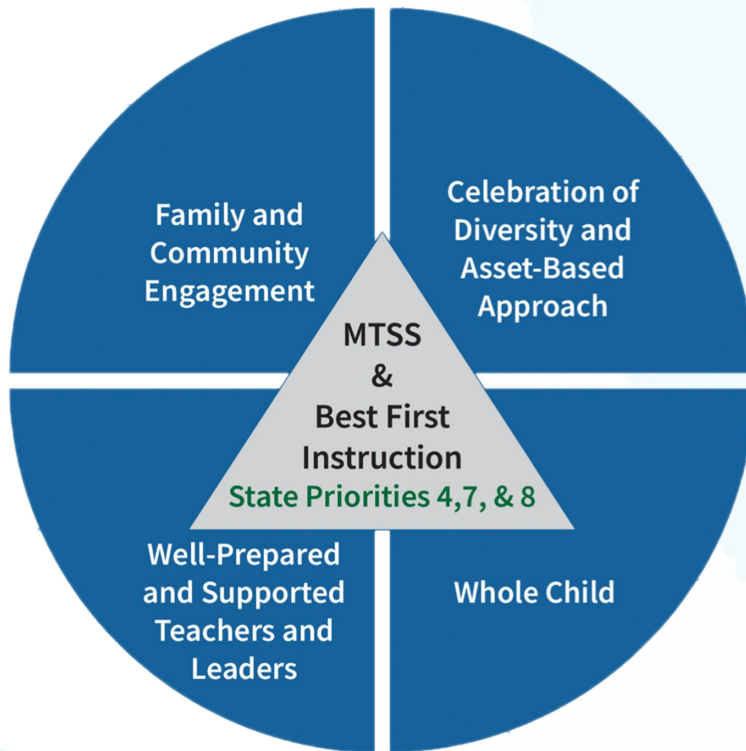 Family and
Community
Engagement
Celebration of
Diversity and
Asset-Based
Approach
MTSS
&
Best First
Instruction
State Priorities 4,7, & 8
Well-Prepared
and Supported
Teachers and
Leaders
Whole Child